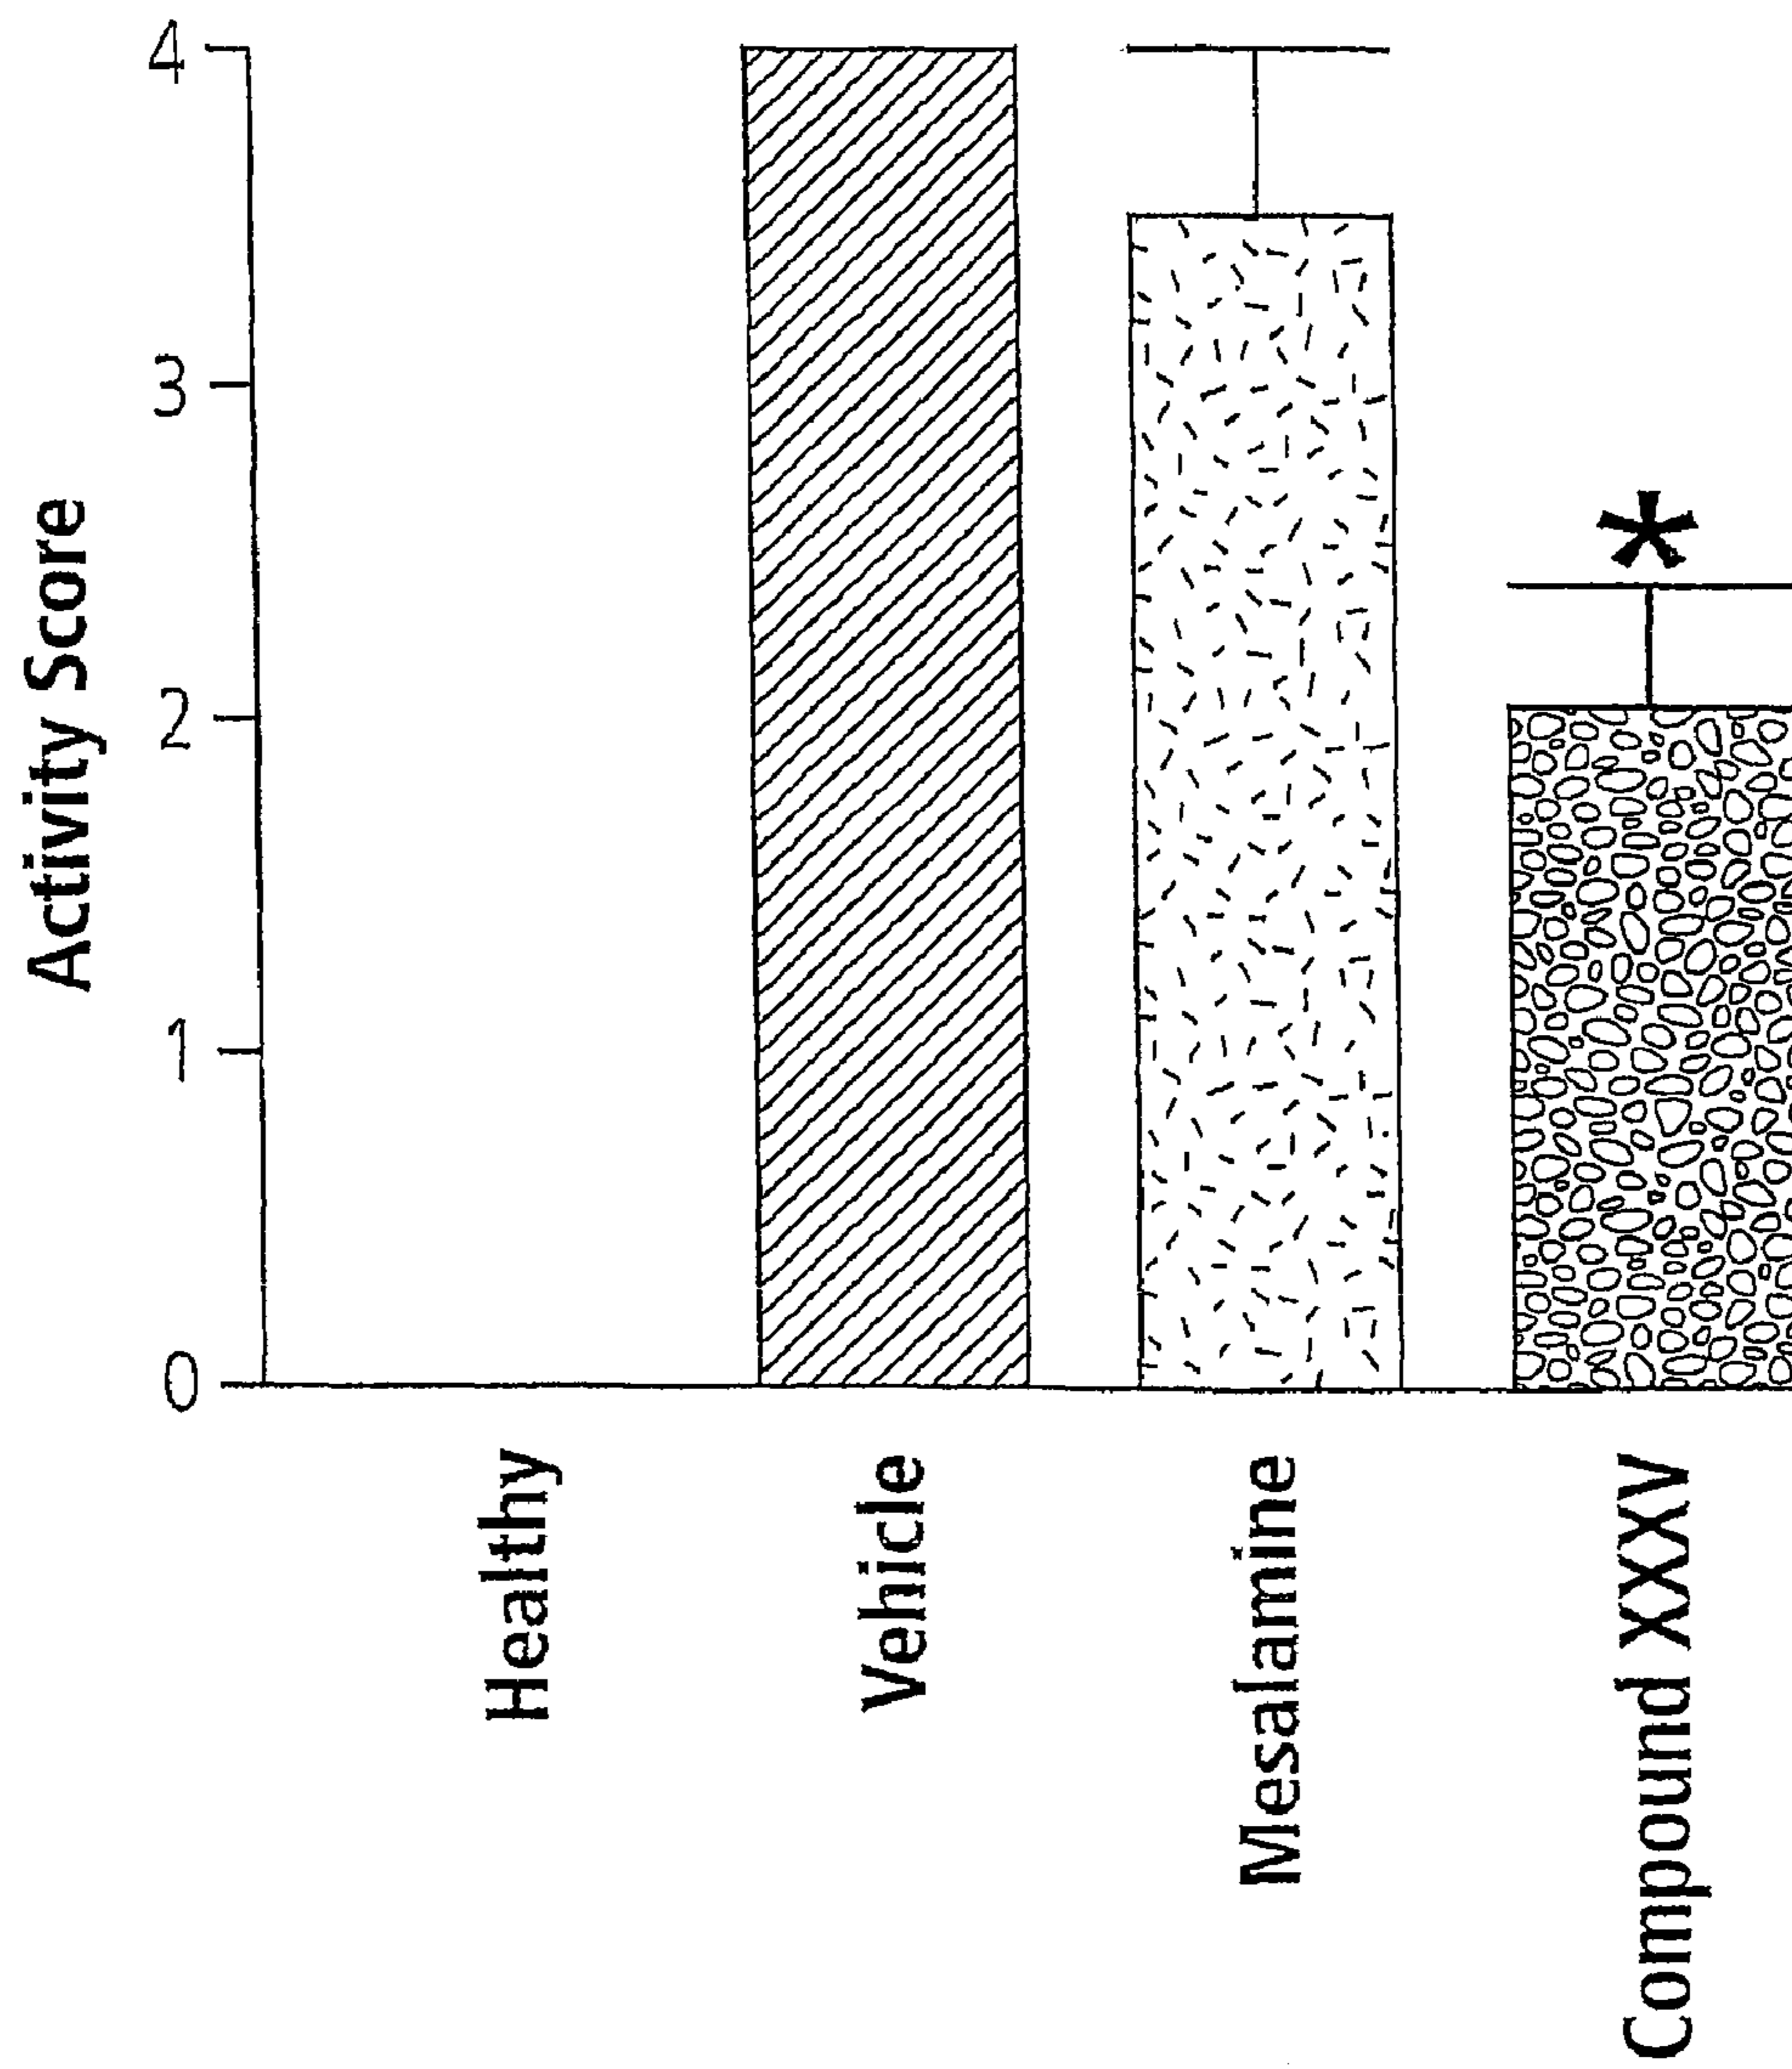 Activity Score
4
3
2
1
0
*
Healthy
Vehicle
Mesalamine
Compound XXXV